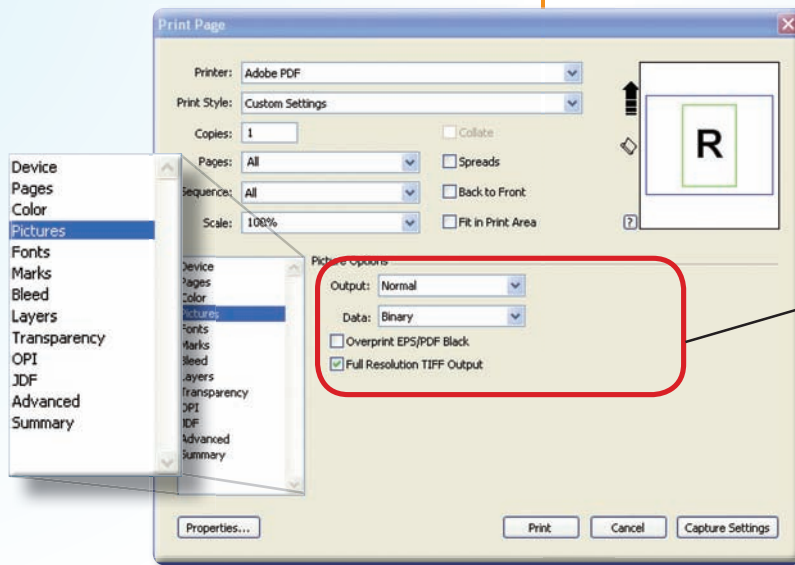 Print Page
Printer: Adobe PDF
Print Style: Custom Settings
Copies: 1 Collate
Pages: All Spreads
Sequence: All Back to Front
Scale: 100% Fit in Print Area
R
?
Device
Pages
Color
Pictures
Fonts
Marks
Bleed
Layers
Transparency
OPI
JDF
Advanced
Summary
Device
Pages
Color
Pictures
Fonts
Marks
Bleed
Layers
Transparency
OPI
JDF
Advanced
Summary
Picture Options
Output: Normal
Data: Binary
Overprint EPS/PDF Black
Full Resolution TIFF Output
Properties... Print Cancel Capture Settings